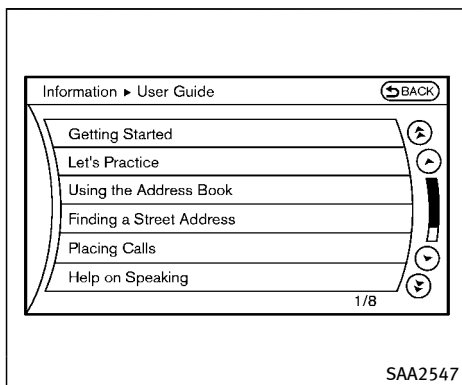 Information ▸ User Guide
BACK
Getting Started
Let's Practice
Using the Address Book
Finding a Street Address
Placing Calls
Help on Speaking
1/8
SAA2547